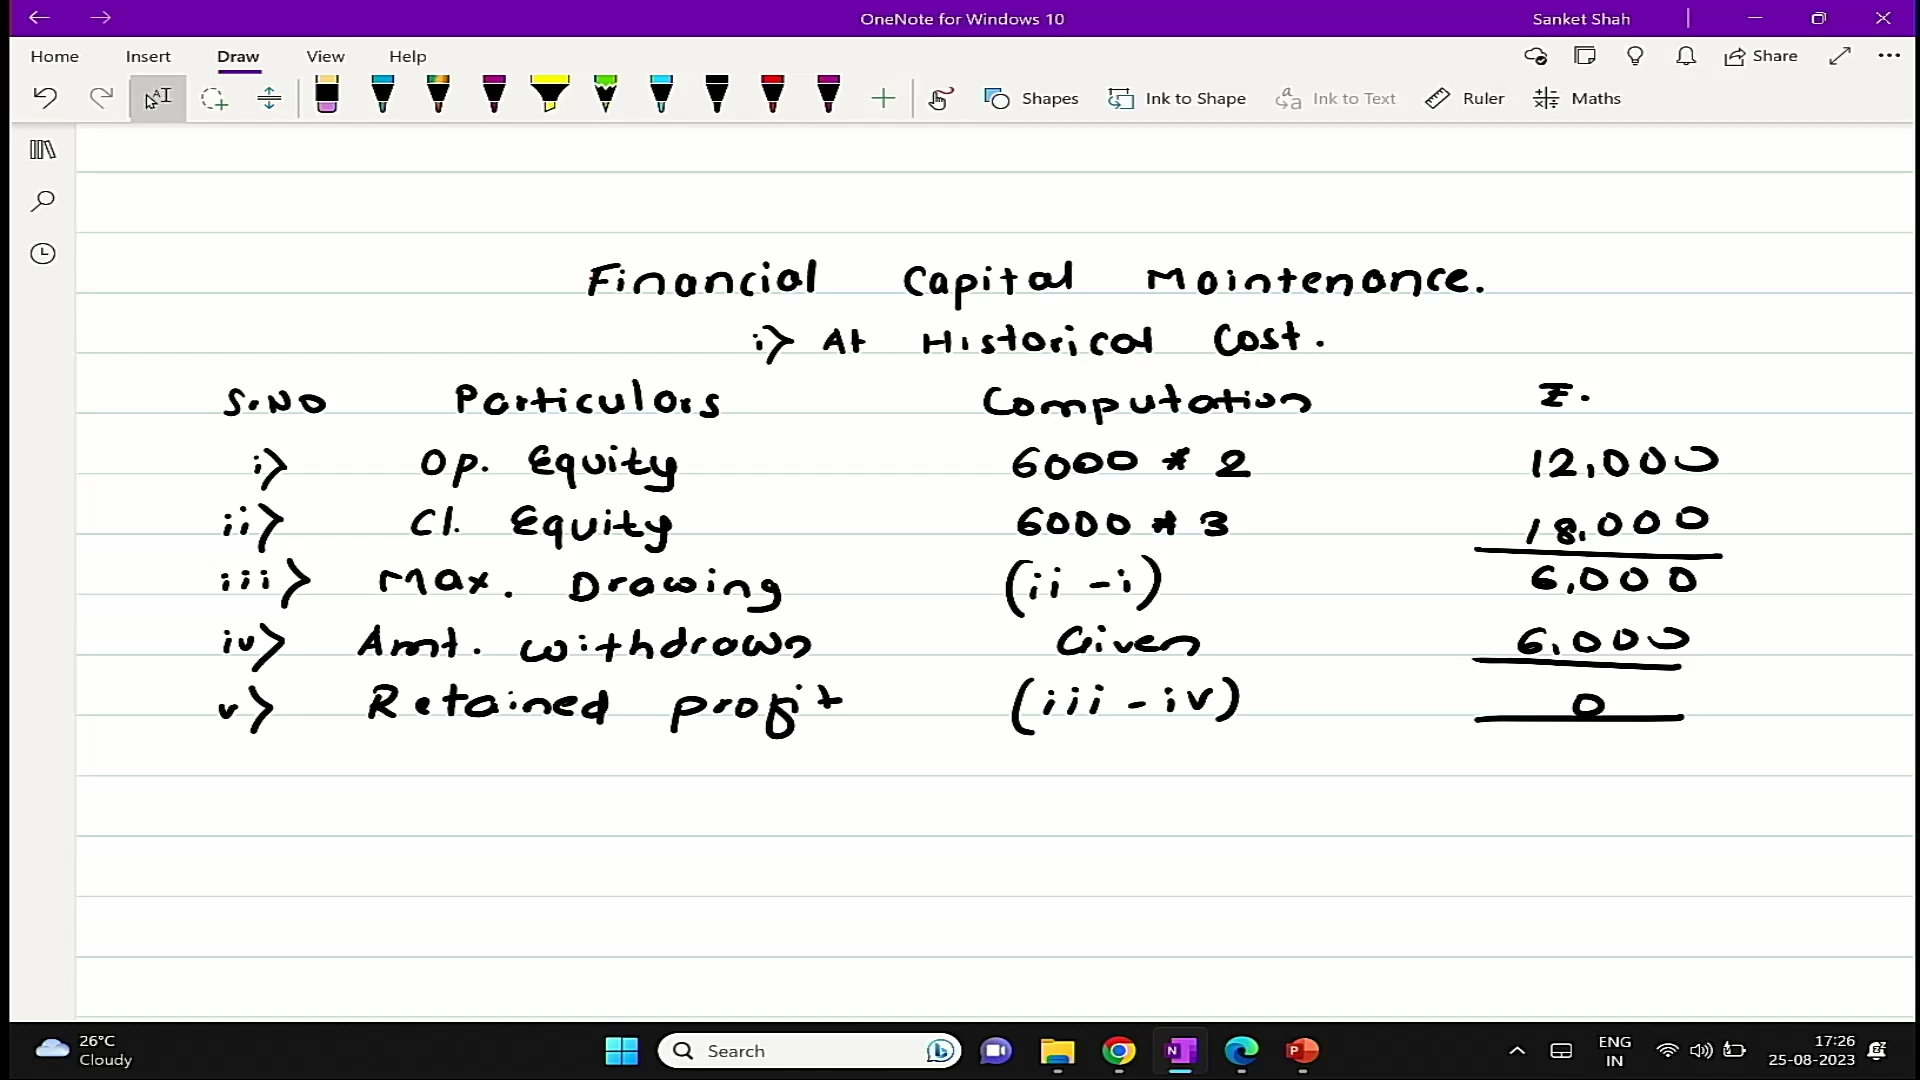 OneNote for Windows 10 Sanket Shah
Home Insert Draw View Help Share
Shapes Ink to Shape Ink to Text Ruler Maths
Financial Capital Maintenance.
i> At Historical Cost.
S.No Particulars Computation ₹.
i> Op. Equity 6000 * 2 12,000
ii> Cl. Equity 6000 * 3 18,000
iii> Max. Drawing (ii - i) 6,000
iv> Amt. withdrawn Given 6,000
v> Retained profit (iii - iv) 0
26°C
Cloudy
Search
ENG
IN
17:26
25-08-2023